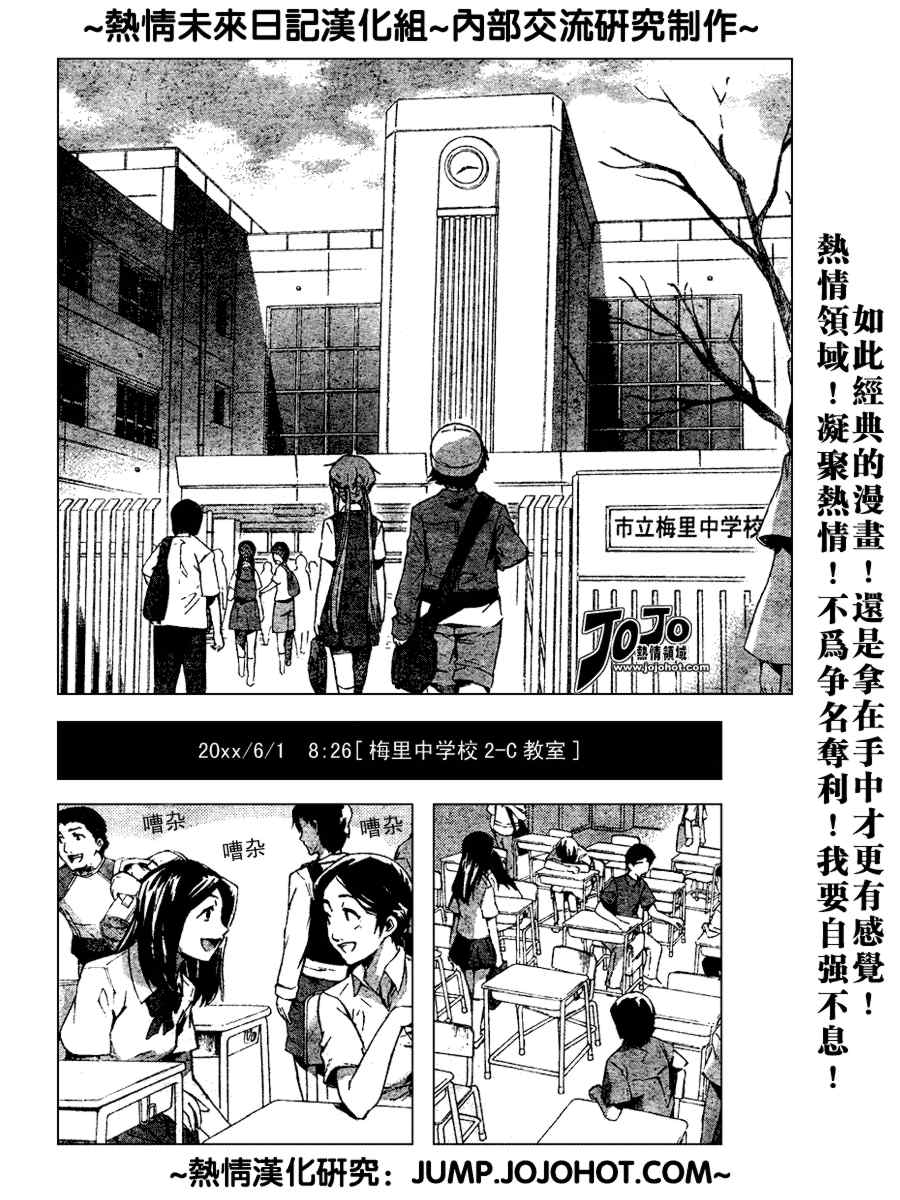 ~熱情未來日記漢化組~內部交流研究制作~
如此經典的漫畫！還是拿在手中才更有感覺！
熱情領域！凝聚熱情！不爲争名奪利！我要自强不息！
市立梅里中学校
JOJO
熱情領域
www.jojohot.com
20xx/6/1 8:26[梅里中学校2-C教室]
嘈杂
嘈杂
嘈杂
~熱情漢化研究：JUMP.JOJOHOT.COM~